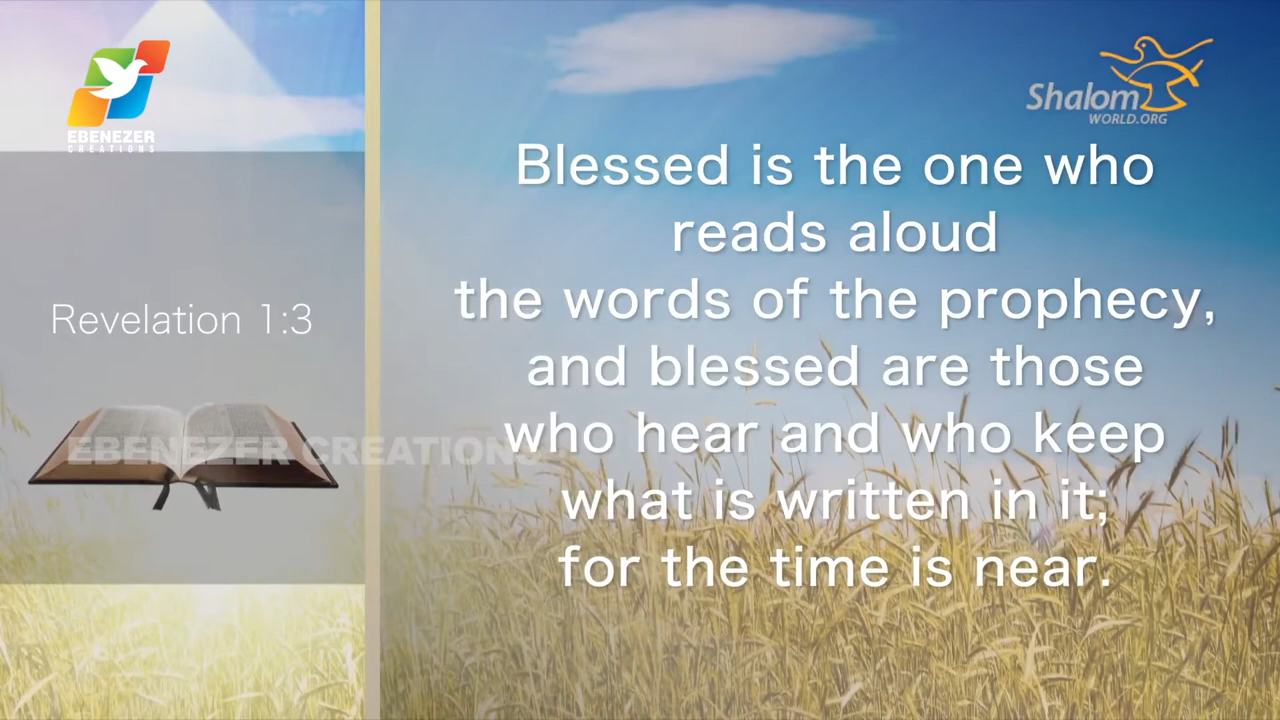 EBENEZER
CREATIONS
Shalom
WORLD.ORG
Revelation 1:3
Blessed is the one who
reads aloud
the words of the prophecy,
and blessed are those
who hear and who keep
what is written in it;
for the time is near.
EBENEZER CREATIONS